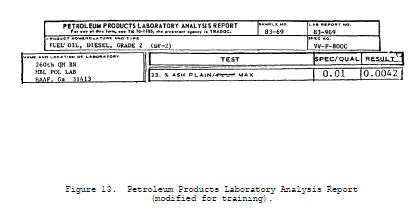 PETROLEUM PRODUCTS LABORATORY ANALYSIS REPORT
For use of this form, see TM 10-1165; the proponent agency is TRADOC.
SAMPLE NO.
83-69
LAB REPORT NO.
83-969
PRODUCT NOMENCLATURE AND TYPE
FUEL OIL, DIESEL, GRADE 2 (DF-2)
SPEC NO.
VV-F-800C
NAME AND LOCATION OF LABORATORY
260th QM BN
MBL POL LAB
HAAF, Ga 31413
TEST
SPEC/QUAL
RESULT
33. % ASH PLAIN/ MAX
0.01
0.0042
Figure 13. Petroleum Products Laboratory Analysis Report
(modified for training).